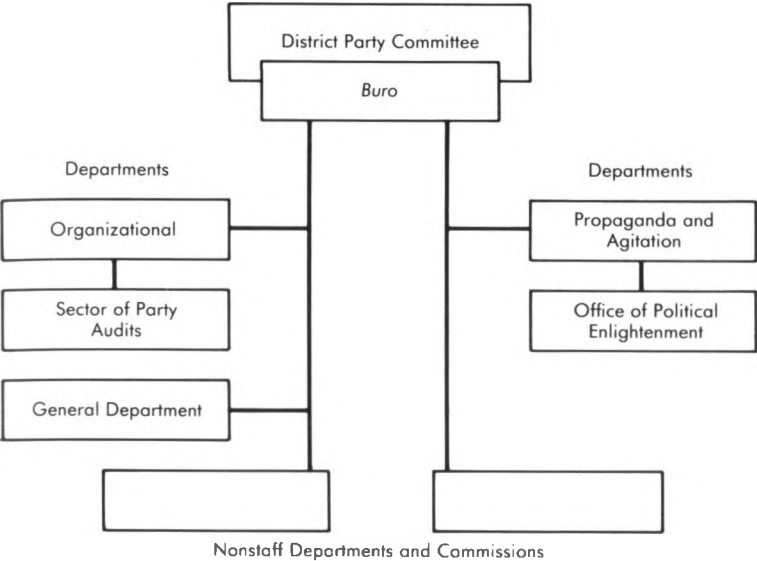 District Party Committee
Buro
Departments
Organizational
Sector of Party
Audits
General Department
Departments
Propaganda and
Agitation
Office of Political
Enlightenment
Nonstaff Departments and Commissions